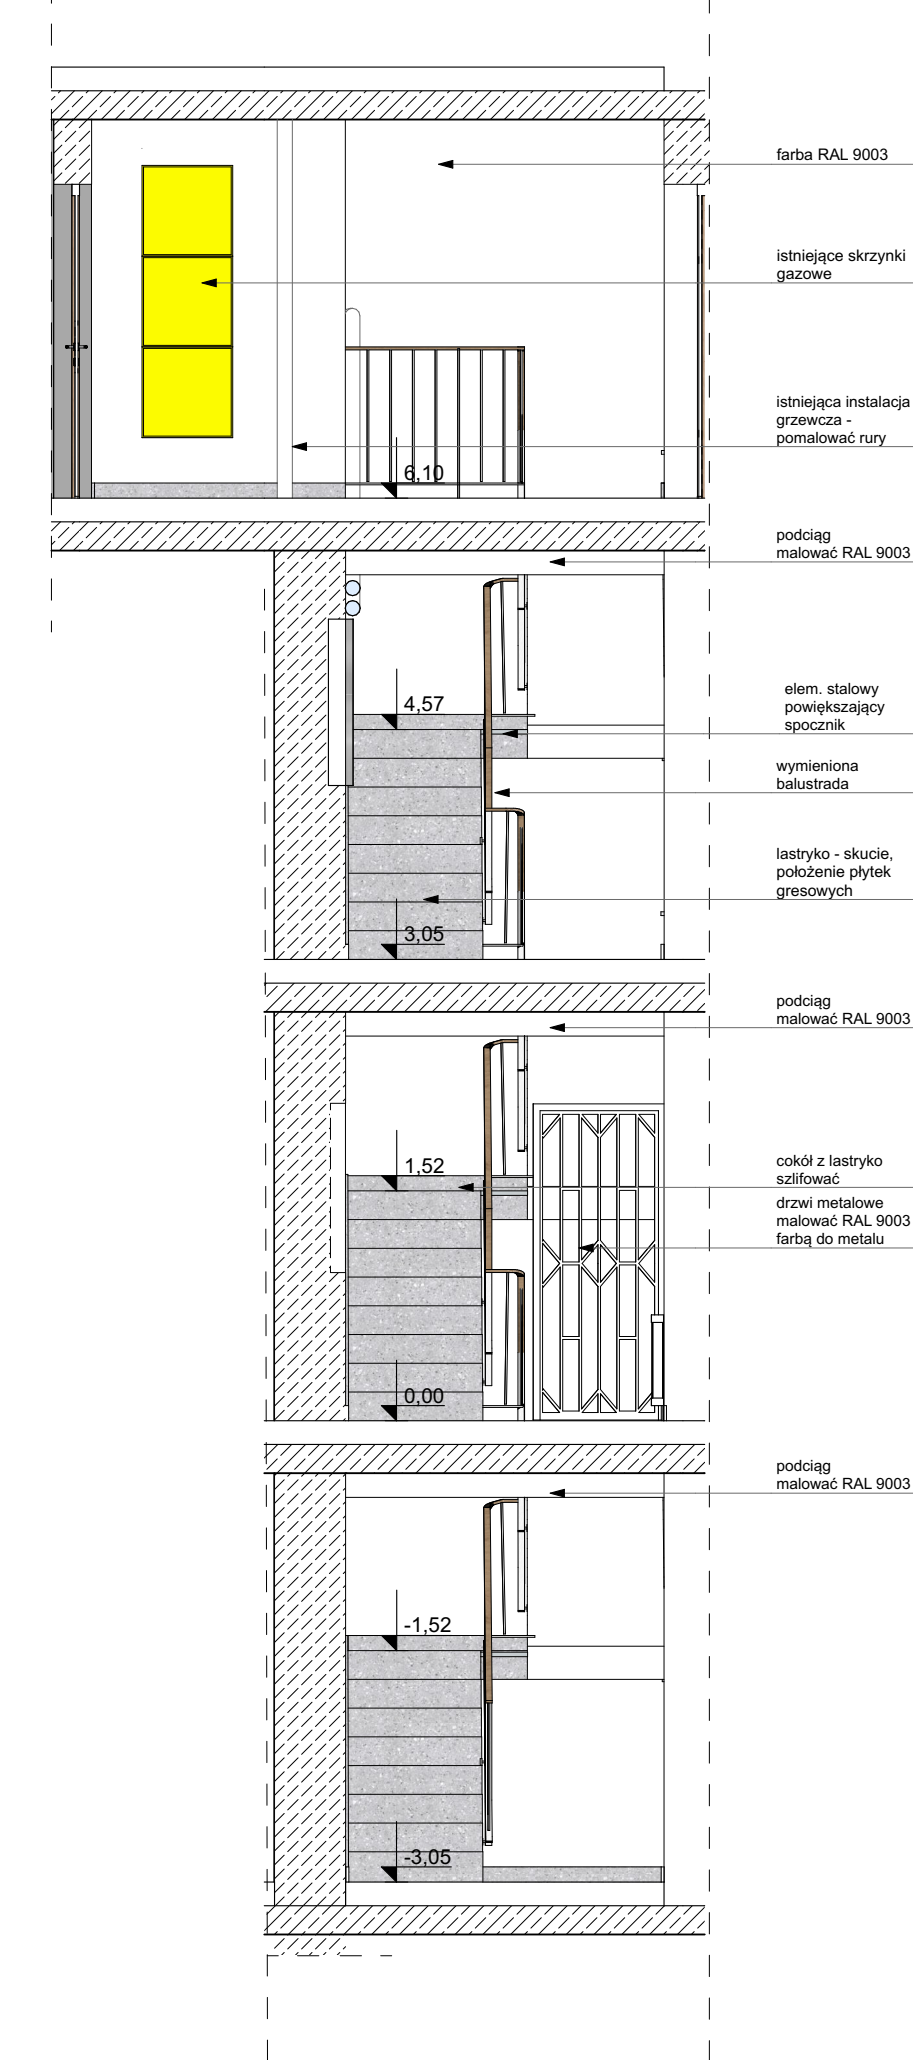 farba RAL 9003
istniejące skrzynki
gazowe
istniejąca instalacja
grzewcza -
pomalować rury
6,10
podciąg
malować RAL 9003
elem. stalowy
powiększający
spocznik
4,57
wymieniona
balustrada
lastryko - skucie,
położenie płytek
gresowych
3,05
podciąg
malować RAL 9003
cokół z lastryko
szlifować
1,52
drzwi metalowe
malować RAL 9003
farbą do metalu
0,00
podciąg
malować RAL 9003
-1,52
-3,05